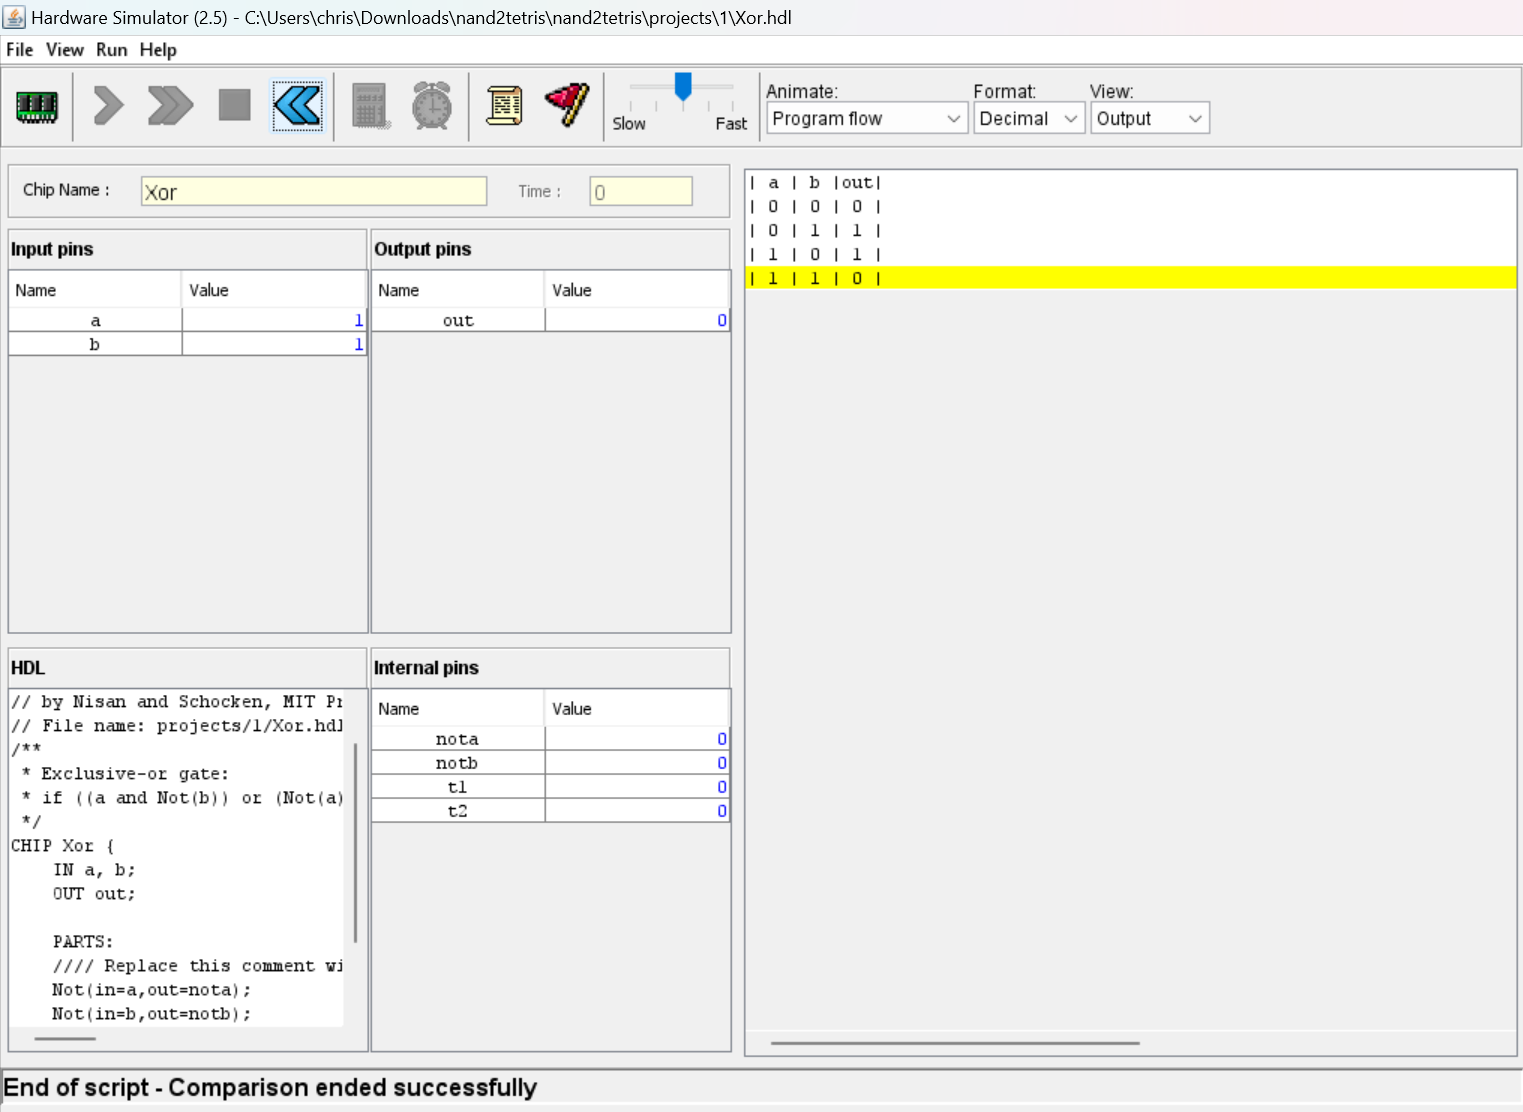 Hardware Simulator (2.5) - C:\Users\chris\Downloads\nand2tetris\nand2tetris\projects\1\Xor.hdl
File View Run Help
Slow Fast
Animate: Format: View:
Program flow Decimal Output
Chip Name : Xor Time : 0
Input pins
Name Value
a 1
b 1
Output pins
Name Value
out 0
HDL
// by Nisan and Schocken, MIT Pr
// File name: projects/1/Xor.hdl
/**
 * Exclusive-or gate:
 * if ((a and Not(b)) or (Not(a)
 */
CHIP Xor {
    IN a, b;
    OUT out;
    PARTS:
    //// Replace this comment wi
    Not(in=a,out=nota);
    Not(in=b,out=notb);
Internal pins
Name Value
nota 0
notb 0
t1 0
t2 0
| a | b |out|
| 0 | 0 | 0 |
| 0 | 1 | 1 |
| 1 | 0 | 1 |
| 1 | 1 | 0 |
End of script - Comparison ended successfully